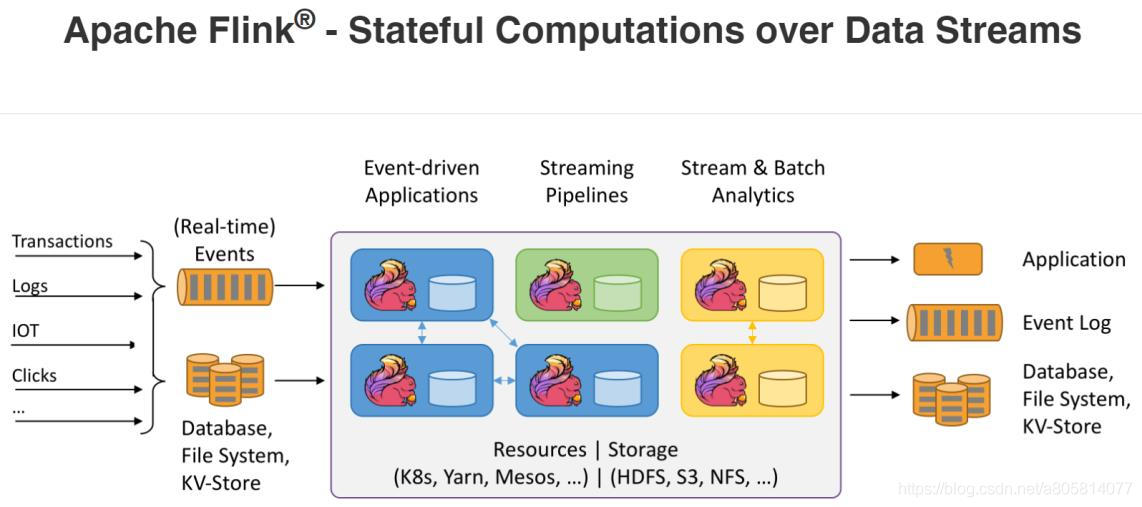 Apache Flink® - Stateful Computations over Data Streams
Event-driven
Applications
Streaming
Pipelines
Stream & Batch
Analytics
Transactions
Logs
IOT
Clicks
...
(Real-time)
Events
Database,
File System,
KV-Store
Resources | Storage
(K8s, Yarn, Mesos, ...) | (HDFS, S3, NFS, ...)
Application
Event Log
Database,
File System,
KV-Store
https://blog.csdn.net/a805814077